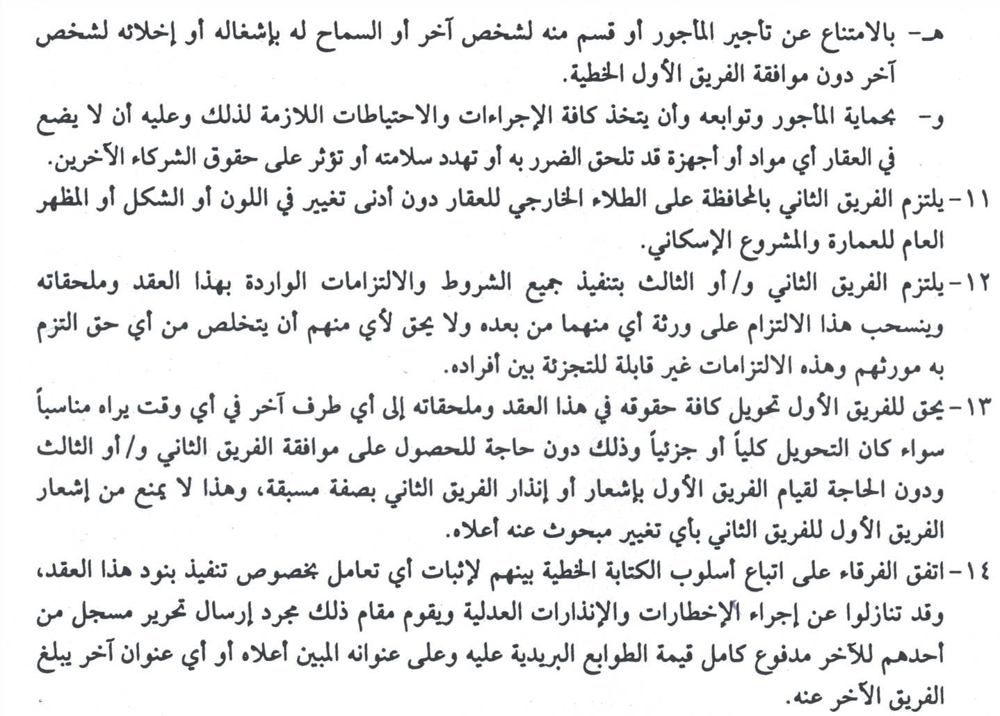 هـ- بالامتناع عن تأجير المأجور أو قسم منه لشخص آخر أو السماح له بإشغاله أو إخلائه لشخص
آخر دون موافقة الفريق الأول الخطية.
و- بحماية المأجور وتوابعه وأن يتخذ كافة الإجراءات والاحتياطات اللازمة لذلك وعليه أن لا يضع
في العقار أي مواد أو أجهزة قد تلحق الضرر به أو تهدد سلامته أو تؤثر على حقوق الشركاء الآخرين.
١١- يلتزم الفريق الثاني بالمحافظة على الطلاء الخارجي للعقار دون أدنى تغيير في اللون أو الشكل أو المظهر
العام للعمارة والمشروع الإسكاني.
١٢- يلتزم الفريق الثاني و/أو الثالث بتنفيذ جميع الشروط والالتزامات الواردة بهذا العقد وملحقاته
وينسحب هذا الالتزام على ورثة أي منهما من بعده ولا يحق لأي منهم أن يتخلص من أي حق التزم
به مورثهم وهذه الالتزامات غير قابلة للتجزئة بين أفراده.
١٣- يحق للفريق الأول تحويل كافة حقوقه في هذا العقد وملحقاته إلى أي طرف آخر في أي وقت يراه مناسباً
سواء كان التحويل كلياً أو جزئياً وذلك دون حاجة للحصول على موافقة الفريق الثاني و/أو الثالث
ودون الحاجة لقيام الفريق الأول بإشعار أو إنذار الفريق الثاني بصفة مسبقة، وهذا لا يمنع من إشعار
الفريق الأول للفريق الثاني بأي تغيير مبحوث عنه أعلاه.
١٤- اتفق الفرقاء على اتباع أسلوب الكتابة الخطية بينهم لإثبات أي تعامل بخصوص تنفيذ بنود هذا العقد،
وقد تنازلوا عن إجراء الإخطارات والإنذارات العدلية ويقوم مقام ذلك مجرد إرسال تحرير مسجل من
أحدهم للآخر مدفوع كامل قيمة الطوابع البريدية عليه وعلى عنوانه المبين أعلاه أو أي عنوان آخر يبلغ
الفريق الآخر عنه.